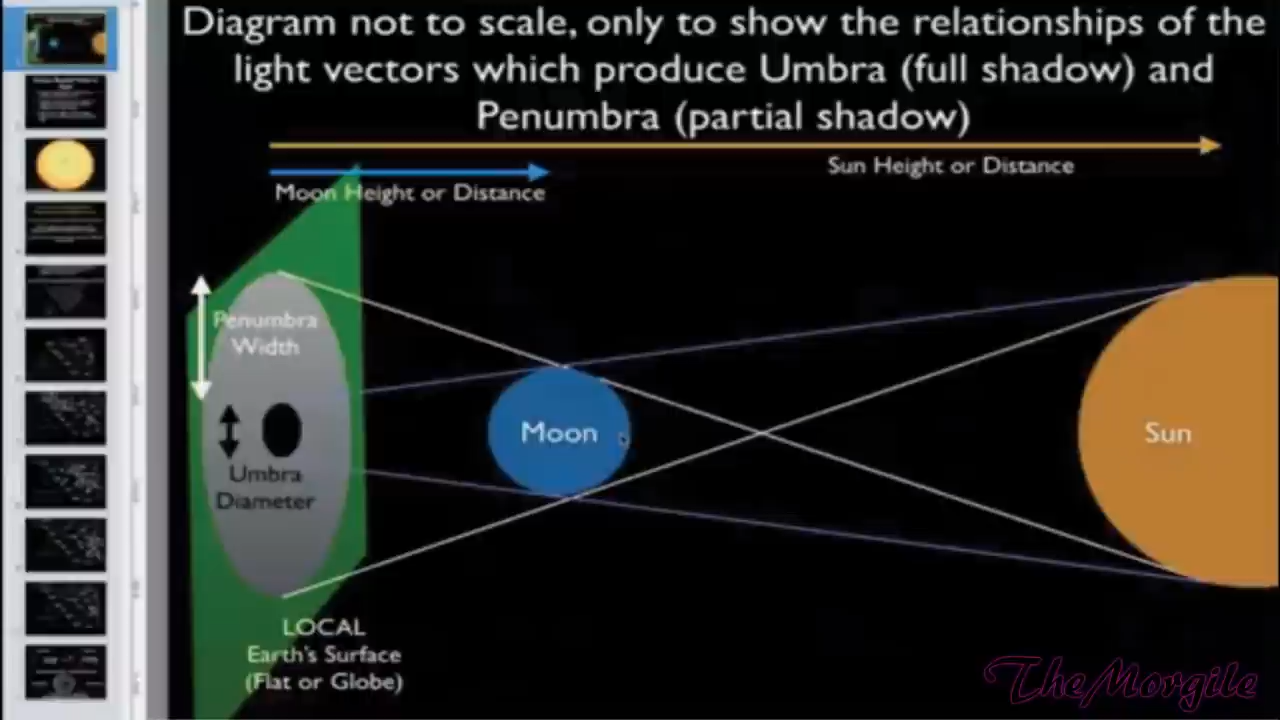 Diagram not to scale, only to show the relationships of the
light vectors which produce Umbra (full shadow) and
Penumbra (partial shadow)
Sun Height or Distance
Moon Height or Distance
Penumbra
Width
Moon
Sun
Umbra
Diameter
LOCAL
Earth's Surface
(Flat or Globe)
TheMorgile